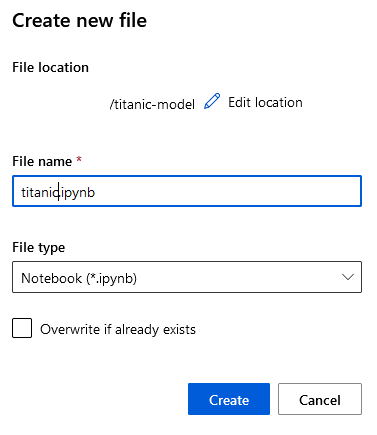 Create new file
File location
/titanic-model Edit location
File name *
titanic.ipynb
File type
Notebook (*.ipynb)
Overwrite if already exists
Create Cancel